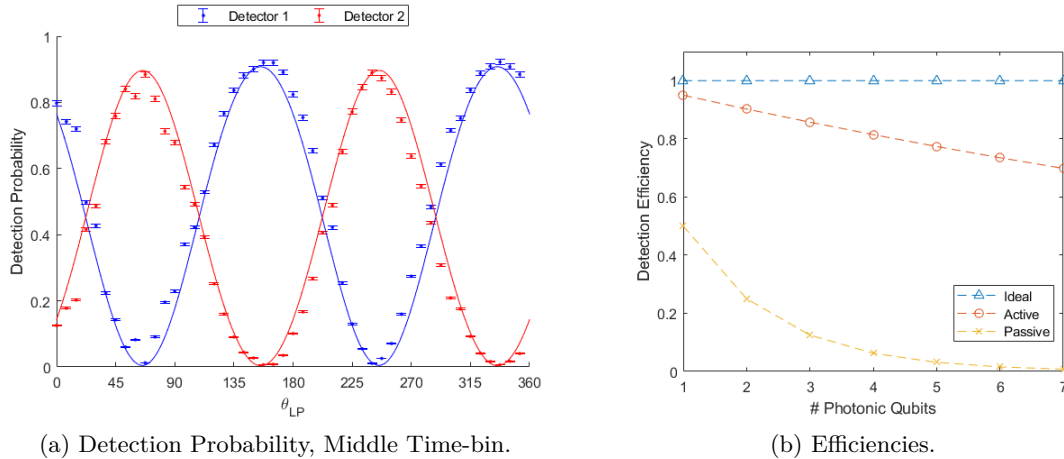 Detector 1 Detector 2
Detection Probability
1
0.8
0.6
0.4
0.2
0
0 45 90 135 180 225 270 315 360
θLP
(a) Detection Probability, Middle Time-bin.
Detection Efficiency
1
0.8
0.6
0.4
0.2
0
Ideal
Active
Passive
1 2 3 4 5 6 7
# Photonic Qubits
(b) Efficiencies.